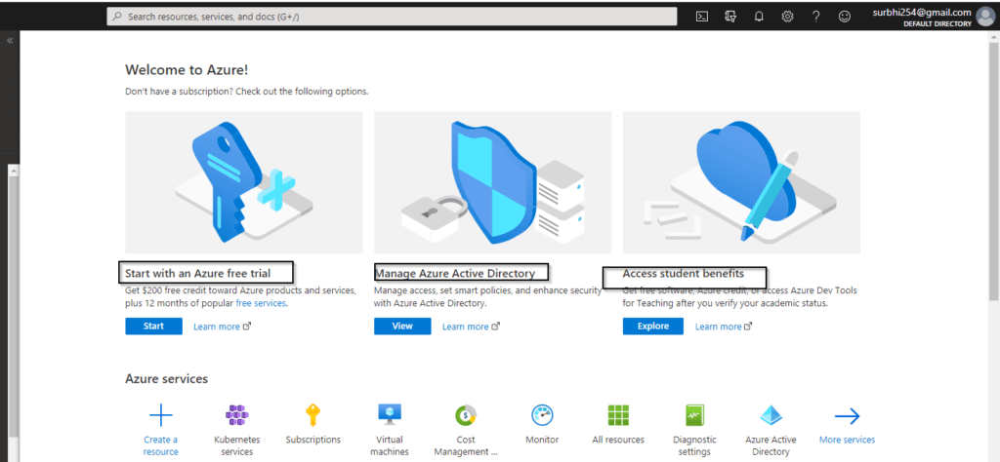 Search resources, services, and docs (G+/)
surbhi254@gmail.com
DEFAULT DIRECTORY
Welcome to Azure!
Don't have a subscription? Check out the following options.
Start with an Azure free trial
Get $200 free credit toward Azure products and services,
plus 12 months of popular free services.
Start
Learn more
Manage Azure Active Directory
Manage access, set smart policies, and enhance security
with Azure Active Directory.
View
Learn more
Access student benefits
Get free software, Azure credit, or access Azure Dev Tools
for Teaching after you verify your academic status.
Explore
Learn more
Azure services
Create a
resource
Kubernetes
services
Subscriptions
Virtual
machines
Cost
Management ...
Monitor
All resources
Diagnostic
settings
Azure Active
Directory
More services